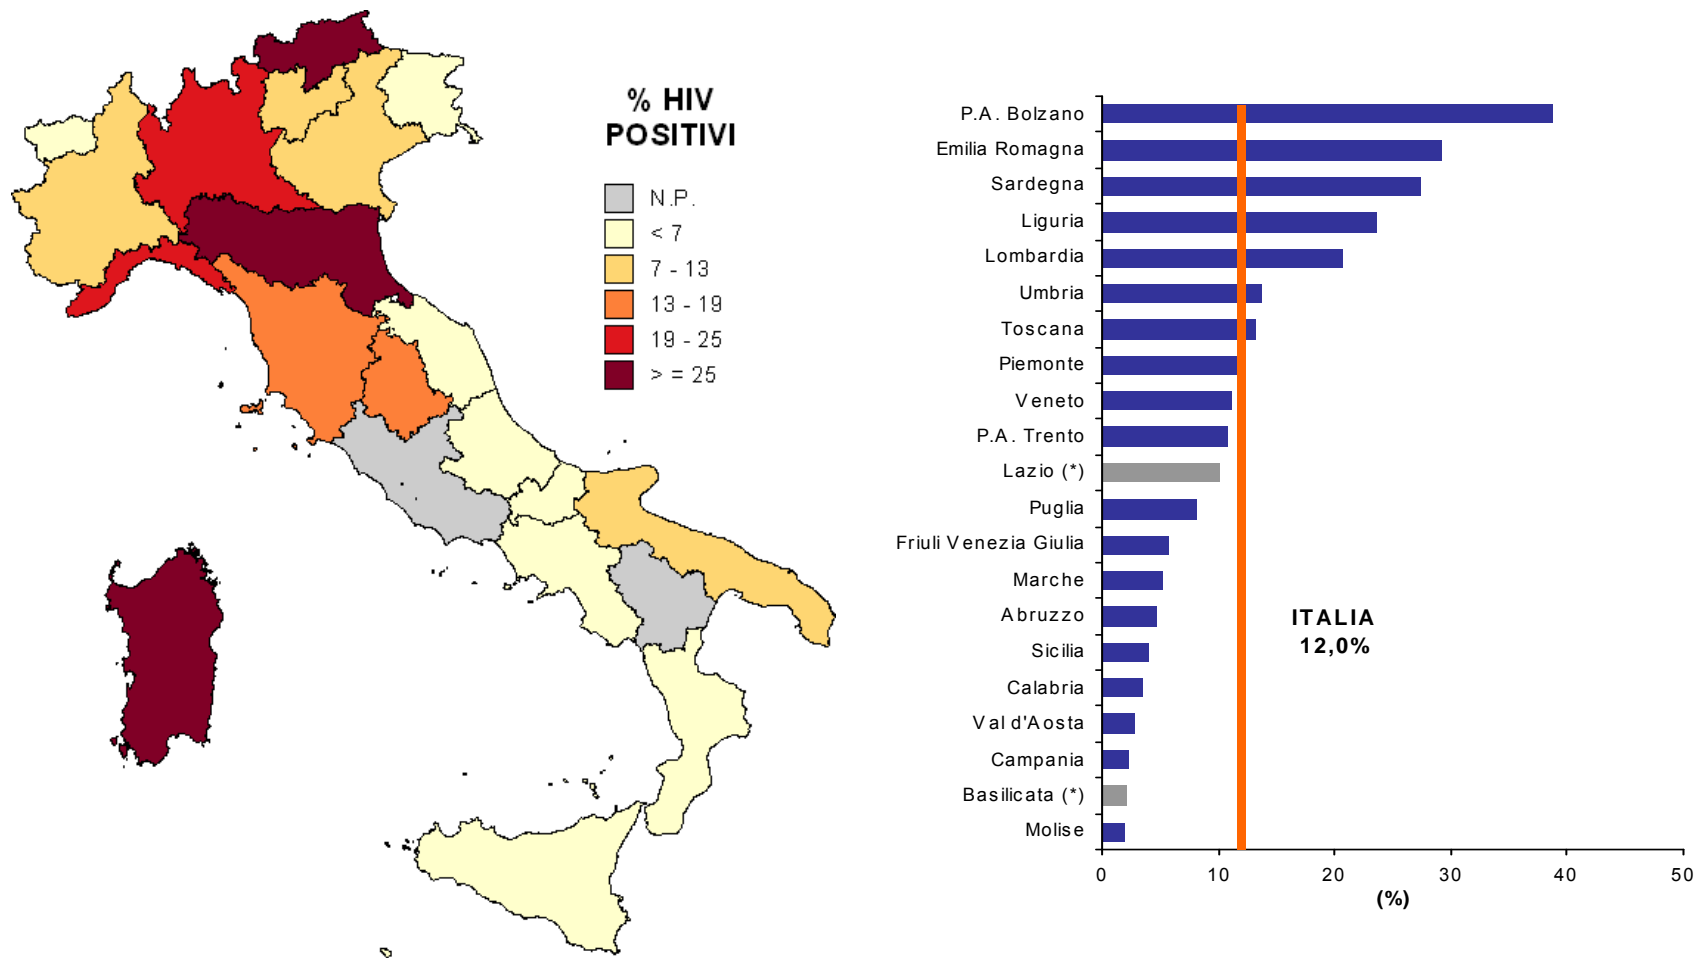 % HIV
POSITIVI
N.P.
< 7
7 - 13
13 - 19
19 - 25
> = 25
P.A. Bolzano
Emilia Romagna
Sardegna
Liguria
Lombardia
Umbria
Toscana
Piemonte
Veneto
P.A. Trento
Lazio (*)
Puglia
Friuli Venezia Giulia
Marche
Abruzzo
Sicilia
Calabria
Val d'Aosta
Campania
Basilicata (*)
Molise
ITALIA
12,0%
0 10 20 30 40 50
(%)